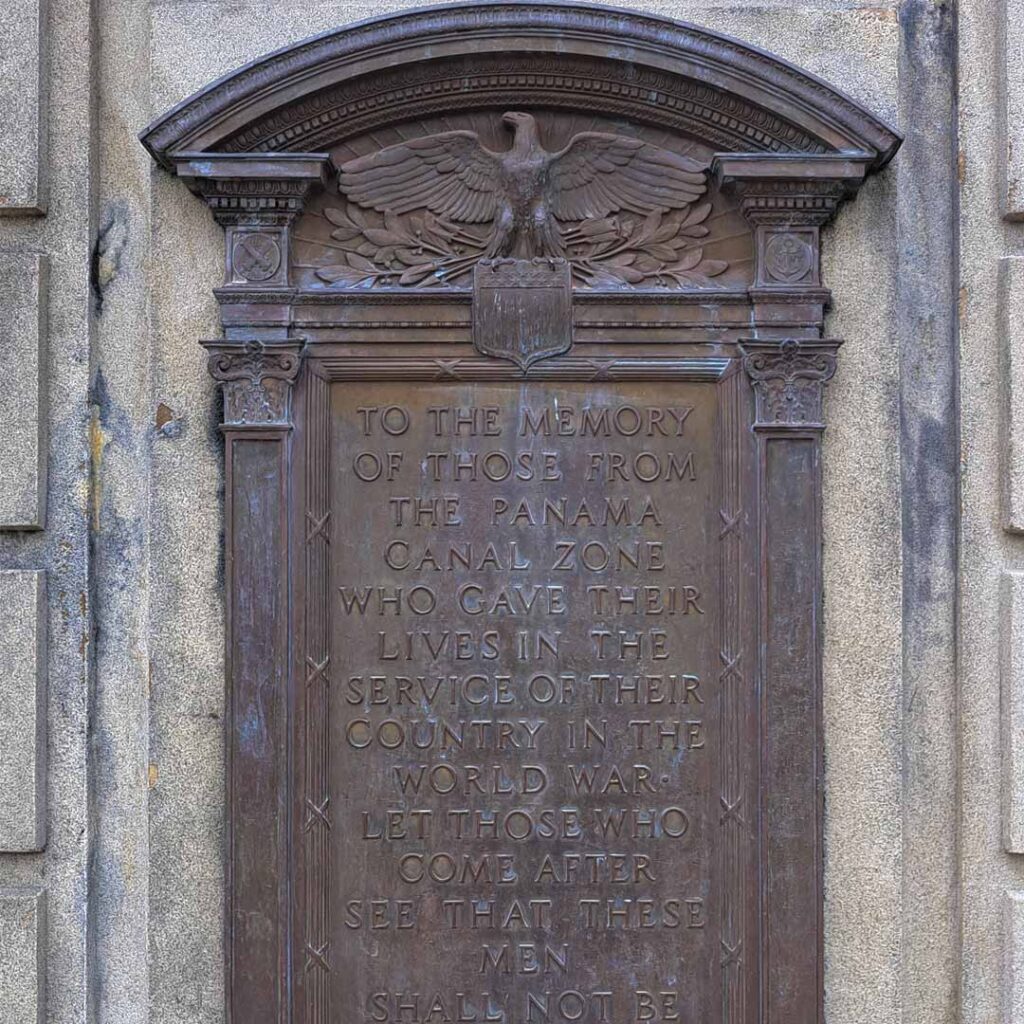 TO THE MEMORY
OF THOSE FROM
THE PANAMA
CANAL ZONE
WHO GAVE THEIR
LIVES IN THE
SERVICE OF THEIR
COUNTRY IN THE
WORLD WAR·
LET THOSE WHO
COME AFTER
SEE THAT THESE
MEN
SHALL NOT BE